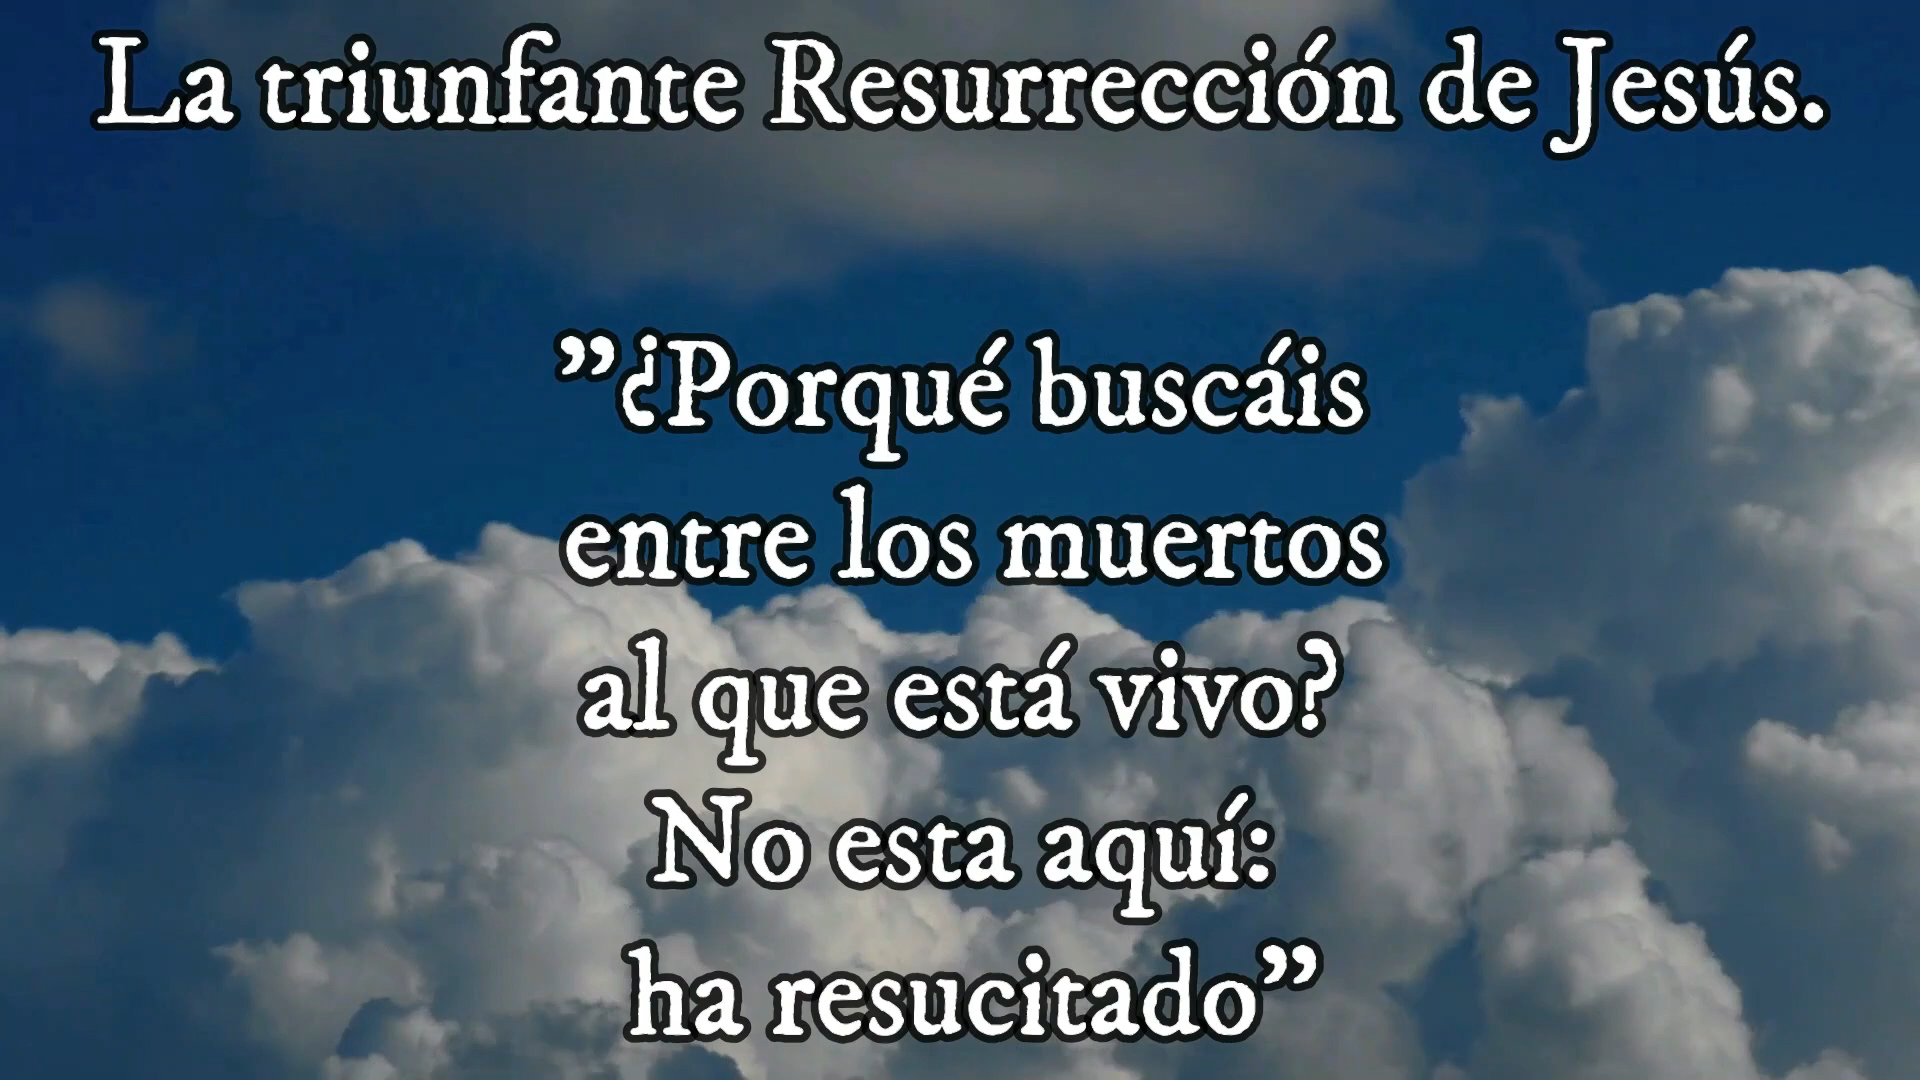 La triunfante Resurrección de Jesús.
”¿Porqué buscáis
entre los muertos
al que está vivo?
No esta aquí:
ha resucitado”